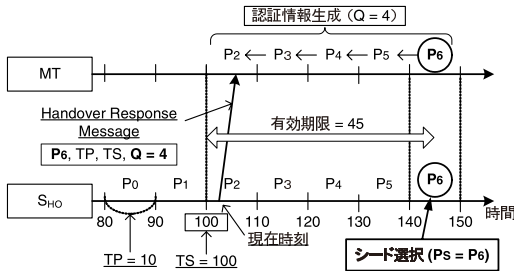 認証情報生成 (Q = 4)
P2 P3 P4 P5 P6
MT
Handover Response
Message
P6, TP, TS, Q = 4
有効期限 = 45
P0 P1 P2 P3 P4 P5 P6
SHO
80 90 100 110 120 130 140 150 時間
現在時刻
TP = 10
TS = 100
シード選択 (PS = P6)